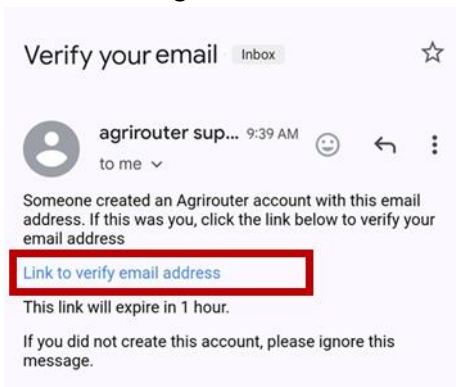 Verify your email Inbox
agrirouter sup... 9:39 AM
to me
Someone created an Agrirouter account with this email
address. If this was you, click the link below to verify your
email address
Link to verify email address
This link will expire in 1 hour.
If you did not create this account, please ignore this
message.